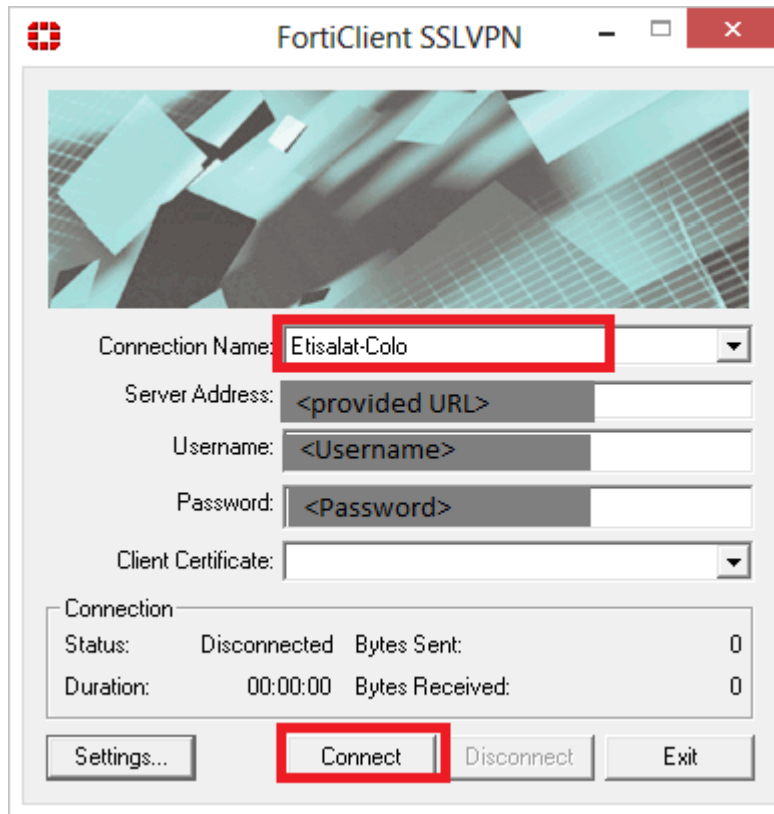 FortiClient SSLVPN
Connection Name: Etisalat-Colo
Server Address: <provided URL>
Username: <Username>
Password: <Password>
Client Certificate:
Connection
Status: Disconnected Bytes Sent: 0
Duration: 00:00:00 Bytes Received: 0
Settings... Connect Disconnect Exit